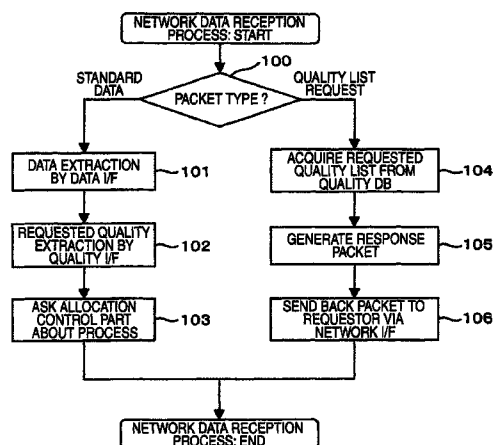 NETWORK DATA RECEPTION
PROCESS: START
100
STANDARD
DATA
QUALITY LIST
REQUEST
PACKET TYPE ?
DATA EXTRACTION
BY DATA I/F
101
REQUESTED QUALITY
EXTRACTION BY
QUALITY I/F
102
ASK ALLOCATION
CONTROL PART
ABOUT PROCESS
103
ACQUIRE REQUESTED
QUALITY LIST FROM
QUALITY DB
104
GENERATE RESPONSE
PACKET
105
SEND BACK PACKET TO
REQUESTOR VIA
NETWORK I/F
106
NETWORK DATA RECEPTION
PROCESS: END